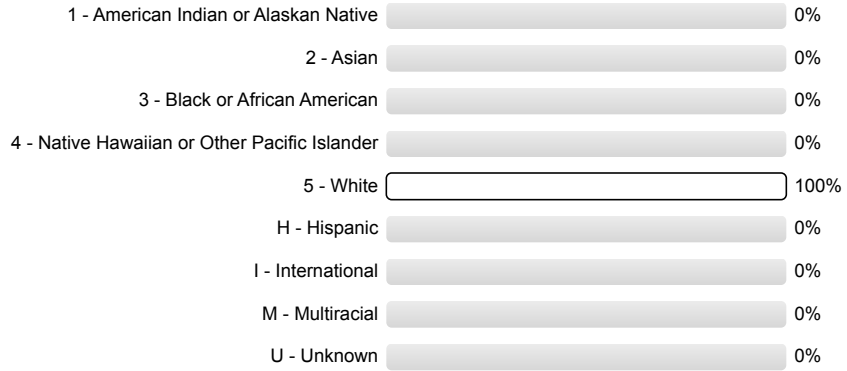 1 - American Indian or Alaskan Native 0%
2 - Asian 0%
3 - Black or African American 0%
4 - Native Hawaiian or Other Pacific Islander 0%
5 - White 100%
H - Hispanic 0%
I - International 0%
M - Multiracial 0%
U - Unknown 0%